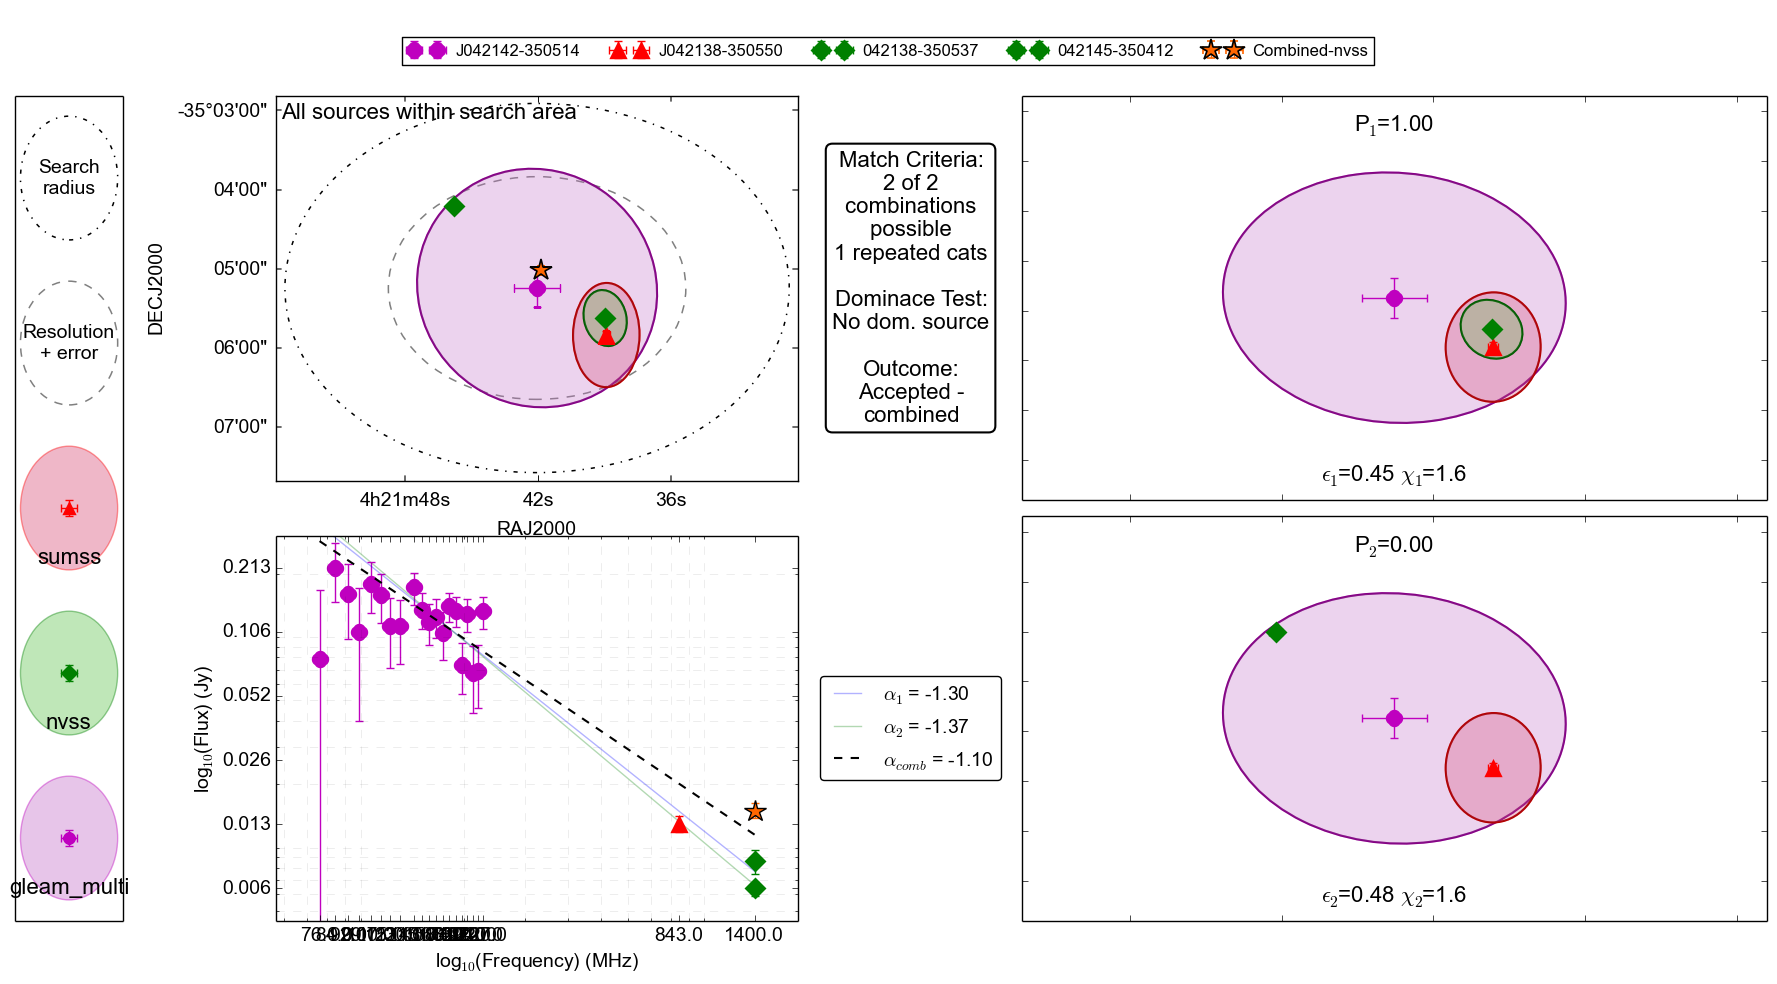 J042142-350514 J042138-350550 042138-350537 042145-350412 Combined-nvss
Search
radius
Resolution
+ error
sumss
nvss
gleam_multi
All sources within search area
-35°03'00"
04'00"
05'00"
06'00"
07'00"
DECJ2000
4h21m48s 42s 36s
RAJ2000
Match Criteria:
2 of 2
combinations
possible
1 repeated cats
Dominace Test:
No dom. source
Outcome:
Accepted -
combined
P1=1.00
ϵ1=0.45 χ1=1.6
P2=0.00
ϵ2=0.48 χ2=1.6
0.213
0.106
0.052
0.026
0.013
0.006
log10(Flux) (Jy)
843.0 1400.0
log10(Frequency) (MHz)
α1 = -1.30
α2 = -1.37
αcomb = -1.10